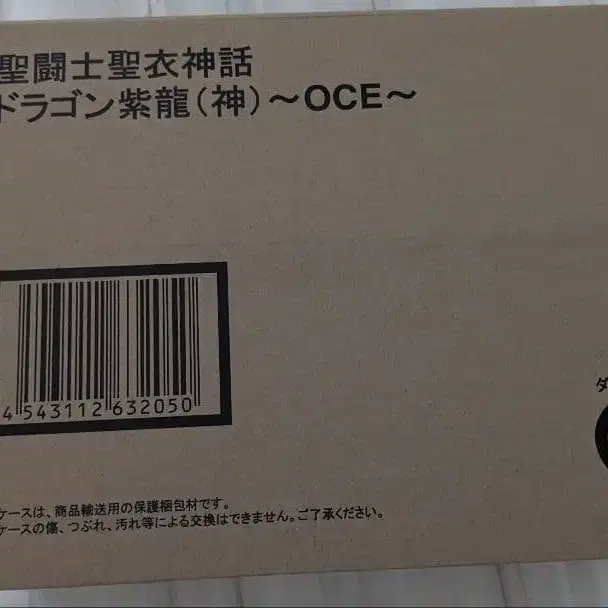 聖闘士聖衣神話
ドラゴン紫龍(神)～OCE～
4 543112 632050
ダ
ケースは、商品輸送用の保護梱包材です。
ケースの傷、つぶれ、汚れ等による交換はできません。ご了承ください。